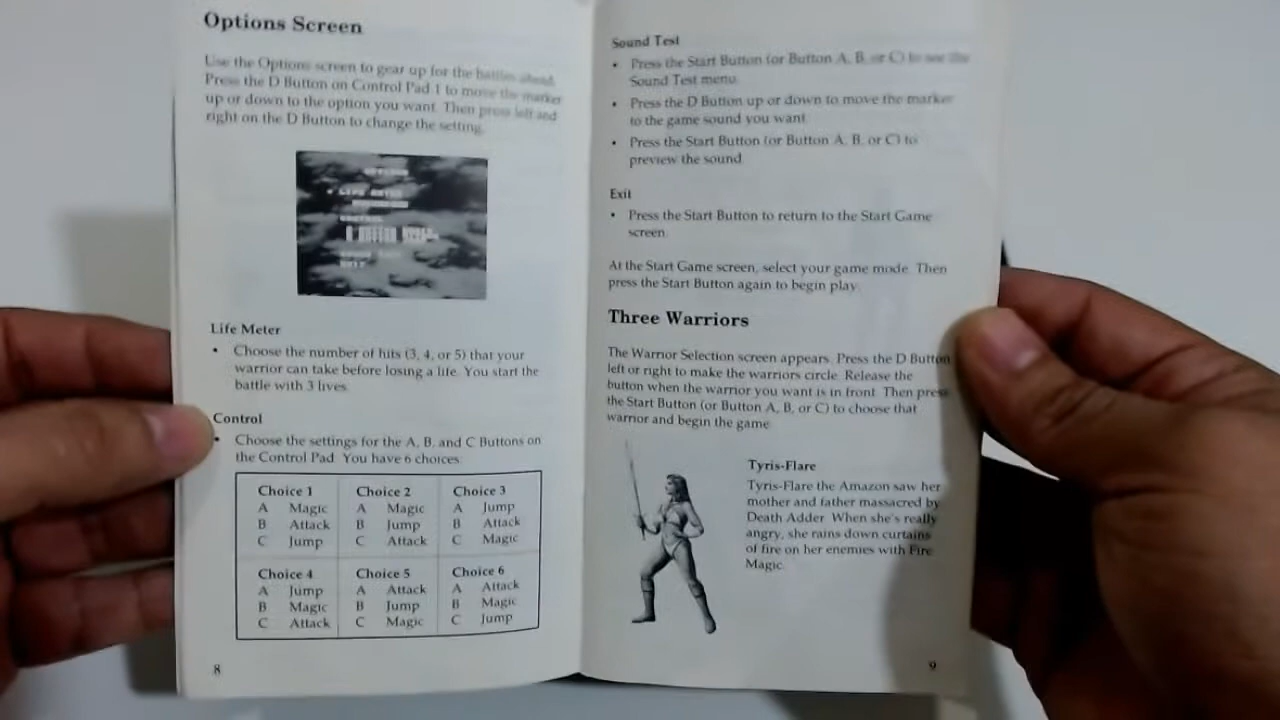 Options Screen
Use the Options screen to gear up for the battles ahead.
Press the D Button on Control Pad 1 to move the marker
up or down to the option you want. Then press left and
right on the D Button to change the setting.
OPTIONS
LIFE METER
CONTROL
EXIT
Life Meter
• Choose the number of hits (3, 4, or 5) that your
warrior can take before losing a life. You start the
battle with 3 lives.
Control
• Choose the settings for the A, B, and C Buttons on
the Control Pad. You have 6 choices:
Choice 1 Choice 2 Choice 3
A Magic A Magic A Jump
B Attack B Jump B Attack
C Jump C Attack C Magic
Choice 4 Choice 5 Choice 6
A Jump A Attack A Attack
B Magic B Jump B Magic
C Attack C Magic C Jump
8
Sound Test
• Press the Start Button (or Button A, B, or C) to see the
Sound Test menu.
• Press the D Button up or down to move the marker
to the game sound you want.
• Press the Start Button (or Button A, B, or C) to
preview the sound.
Exit
• Press the Start Button to return to the Start Game
screen.
At the Start Game screen, select your game mode. Then
press the Start Button again to begin play.
Three Warriors
The Warrior Selection screen appears. Press the D Button
left or right to make the warriors circle. Release the
button when the warrior you want is in front. Then press
the Start Button (or Button A, B, or C) to choose that
warrior and begin the game.
Tyris-Flare
Tyris-Flare the Amazon saw her
mother and father massacred by
Death Adder. When she's really
angry, she rains down curtains
of fire on her enemies with Fire
Magic.
9